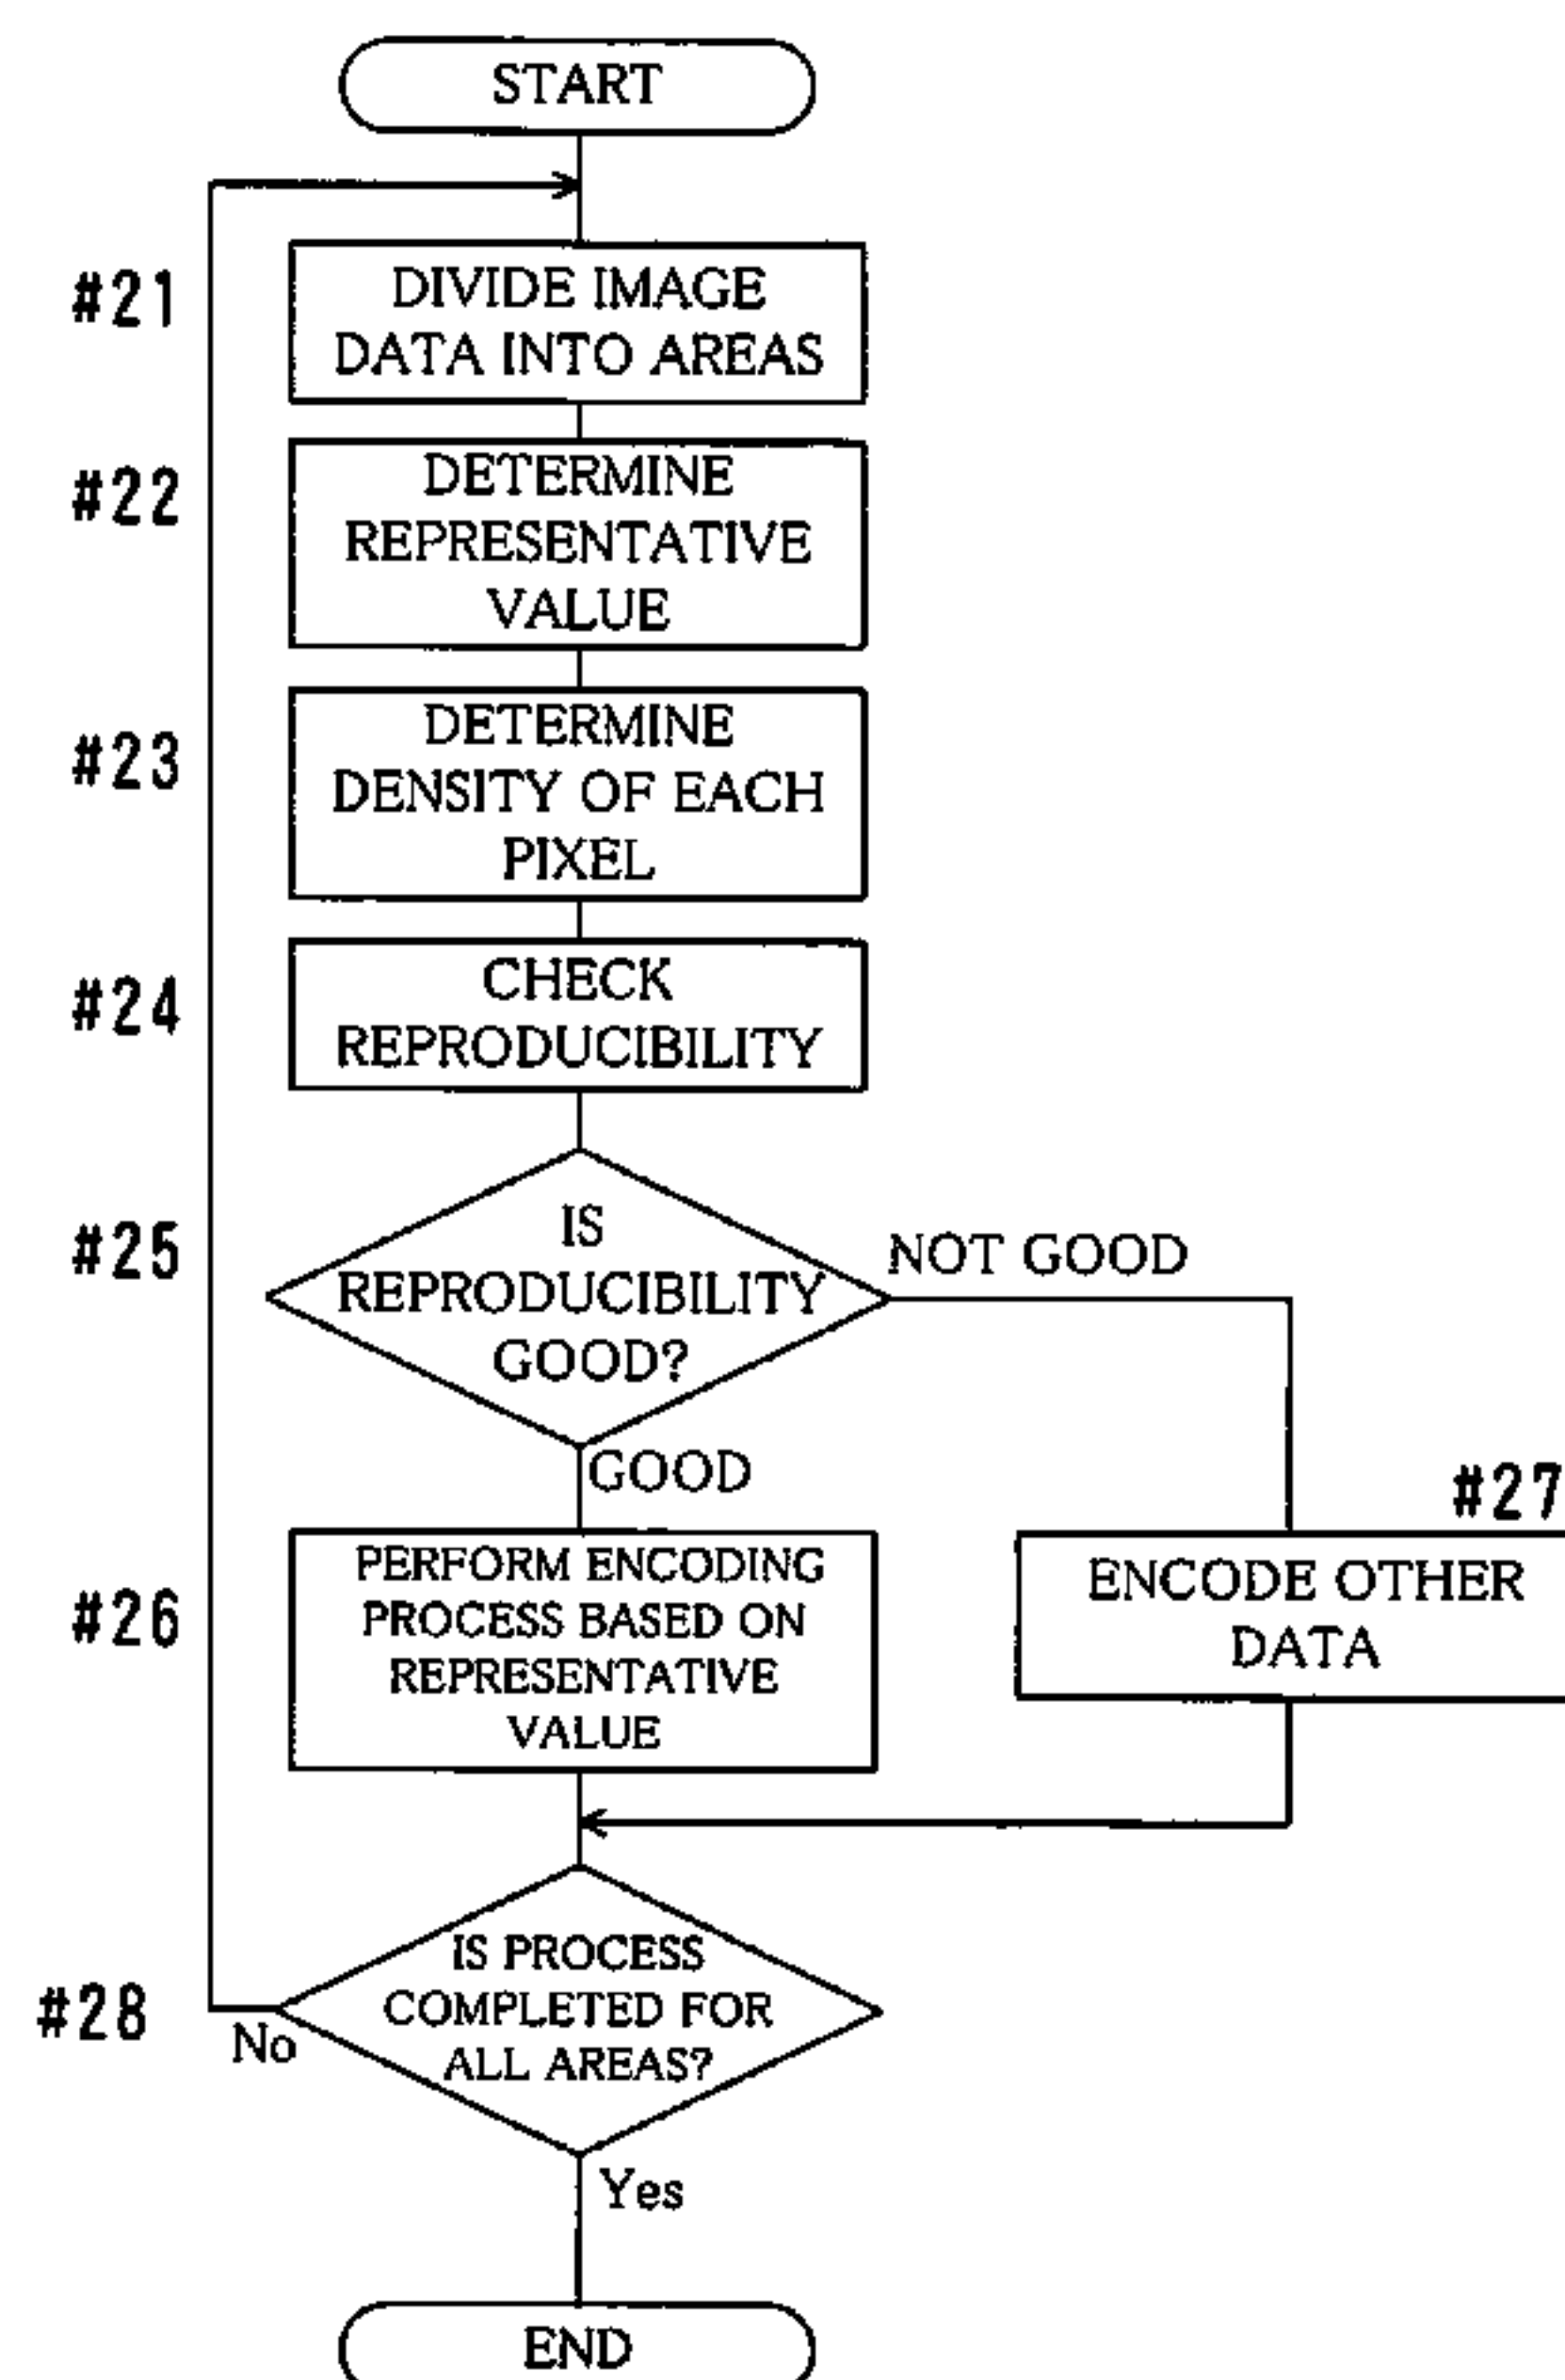 START
#21
DIVIDE IMAGE
DATA INTO AREAS
#22
DETERMINE
REPRESENTATIVE
VALUE
#23
DETERMINE
DENSITY OF EACH
PIXEL
#24
CHECK
REPRODUCIBILITY
#25
IS
REPRODUCIBILITY
GOOD?
NOT GOOD
GOOD
#26
PERFORM ENCODING
PROCESS BASED ON
REPRESENTATIVE
VALUE
#27
ENCODE OTHER
DATA
#28
IS PROCESS
COMPLETED FOR
ALL AREAS?
No
Yes
END